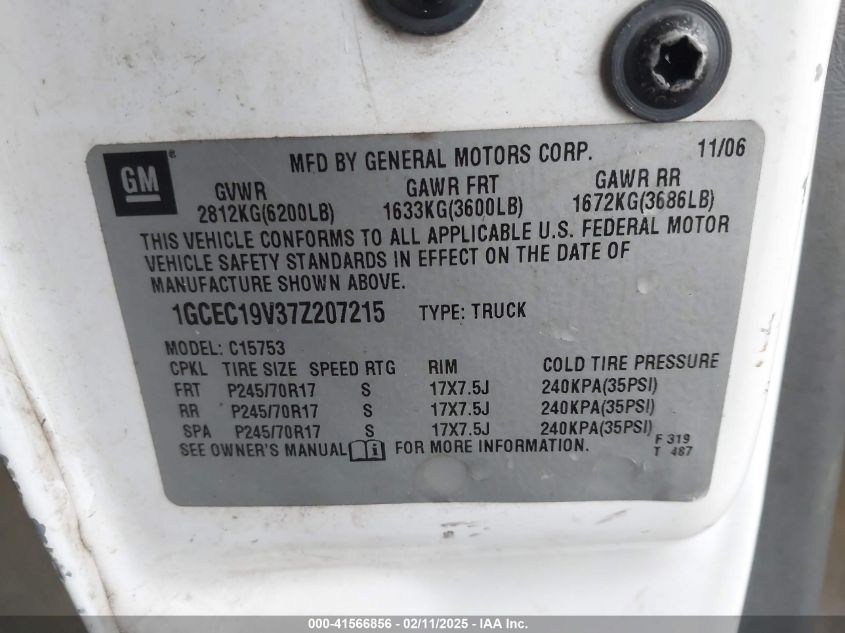 GM ® MFD BY GENERAL MOTORS CORP. 11/06
GVWR GAWR FRT GAWR RR
2812KG(6200LB) 1633KG(3600LB) 1672KG(3686LB)
THIS VEHICLE CONFORMS TO ALL APPLICABLE U.S. FEDERAL MOTOR
VEHICLE SAFETY STANDARDS IN EFFECT ON THE DATE OF
MANUFACTURE SHOWN ABOVE.
1GCEC19V37Z207215 TYPE: TRUCK
MODEL: C15753
CPKL TIRE SIZE SPEED RTG RIM COLD TIRE PRESSURE
FRT P245/70R17 S 17X7.5J 240KPA(35PSI)
RR P245/70R17 S 17X7.5J 240KPA(35PSI)
SPA P245/70R17 S 17X7.5J 240KPA(35PSI)
SEE OWNER'S MANUAL FOR MORE INFORMATION.
F 319
T 487
000-41566856 - 02/11/2025 - IAA Inc.